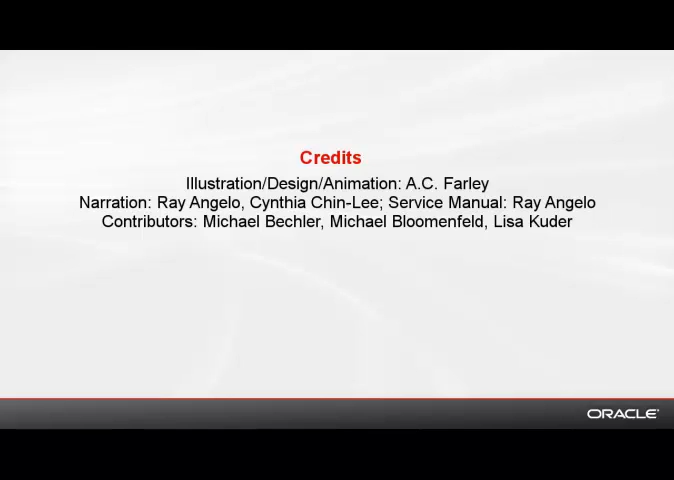 Credits
Illustration/Design/Animation: A.C. Farley
Narration: Ray Angelo, Cynthia Chin-Lee; Service Manual: Ray Angelo
Contributors: Michael Bechler, Michael Bloomenfeld, Lisa Kuder
ORACLE